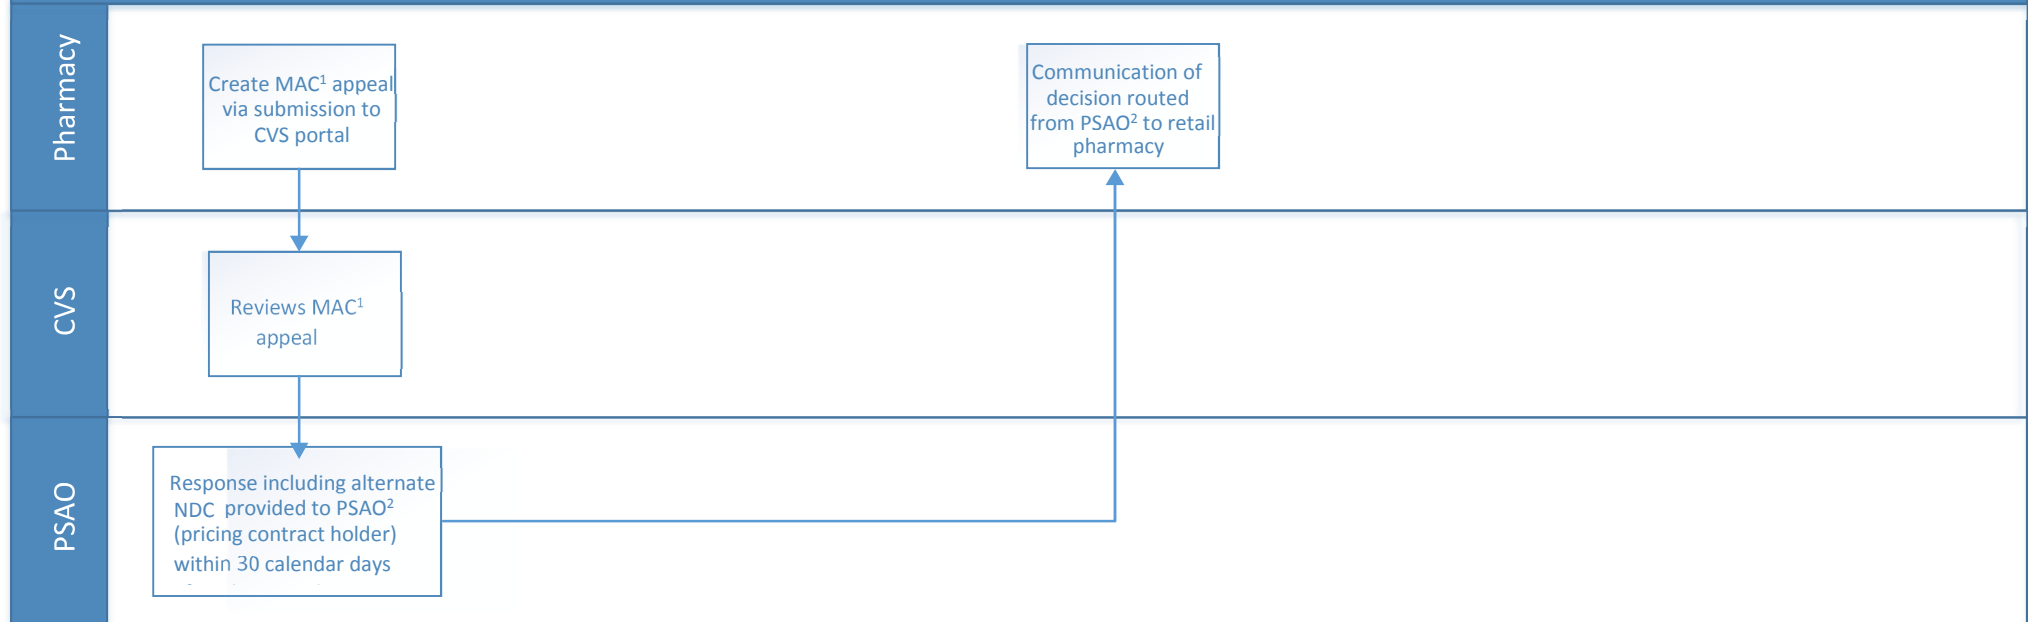 Pharmacy
Create MAC¹ appeal
via submission to
CVS portal
Communication of
decision routed
from PSAO² to retail
pharmacy
CVS
Reviews MAC¹
appeal
PSAO
Response including alternate
NDC provided to PSAO²
(pricing contract holder)
within 30 calendar days